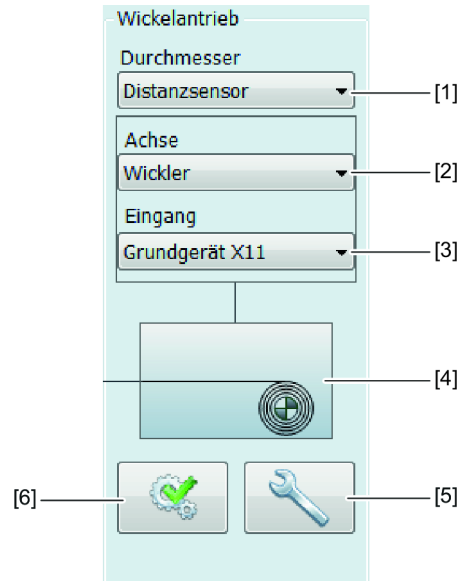 Wickelantrieb
Durchmesser
Distanzsensor
[1]
Achse
Wickler
[2]
Eingang
Grundgerät X11
[3]
[4]
[6]
[5]